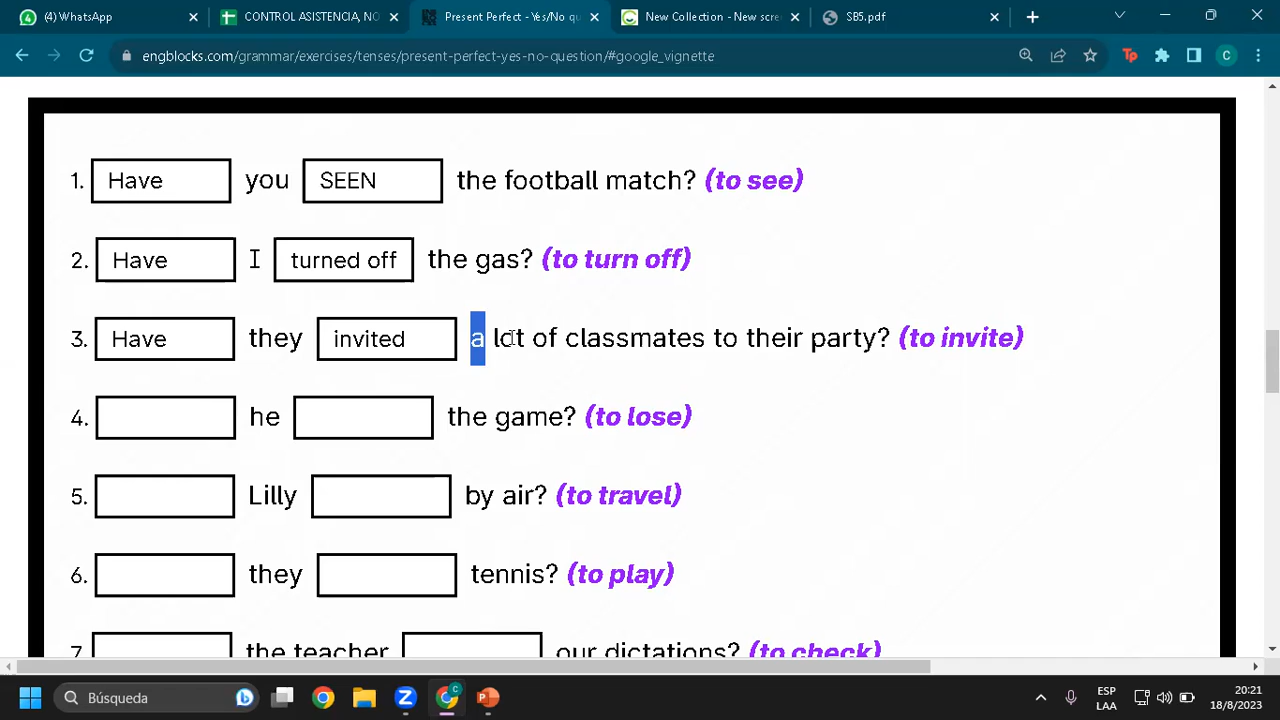 (4) WhatsApp
CONTROL ASISTENCIA, NO
Present Perfect - Yes/No qu
New Collection - New scre
SB5.pdf
engblocks.com/grammar/exercises/tenses/present-perfect-yes-no-question/#google_vignette
1. Have you SEEN the football match? (to see)
2. Have I turned off the gas? (to turn off)
3. Have they invited a lot of classmates to their party? (to invite)
4. he the game? (to lose)
5. Lilly by air? (to travel)
6. they tennis? (to play)
7. the teacher our dictations? (to check)
Búsqueda
ESP
LAA
20:21
18/8/2023